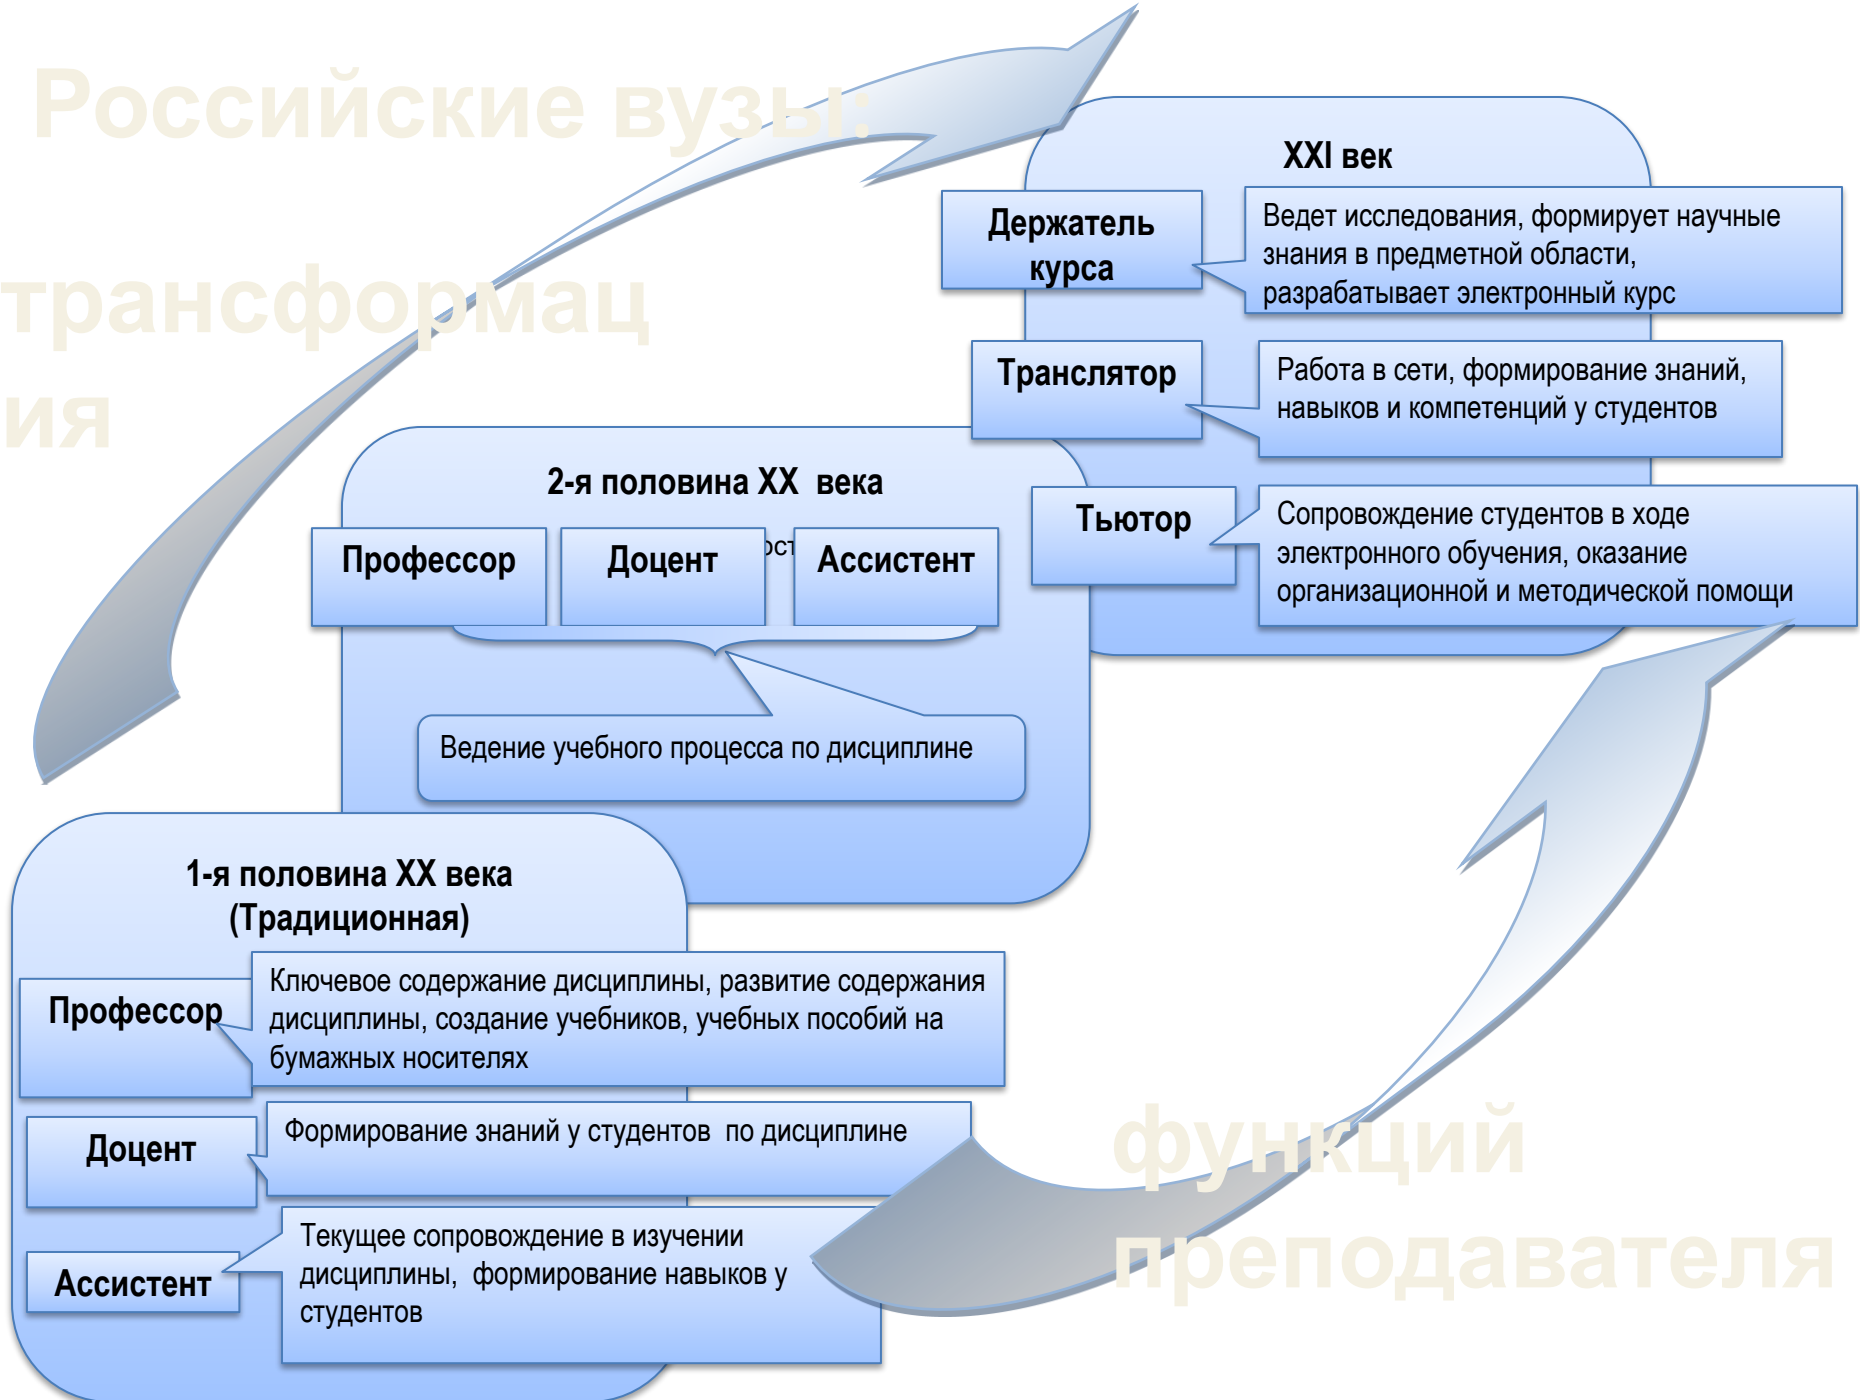 Российские вузы:
трансформац
ия
XXI век
Держатель
курса
Ведет исследования, формирует научные
знания в предметной области,
разрабатывает электронный курс
Транслятор
Работа в сети, формирование знаний,
навыков и компетенций у студентов
Тьютор
Сопровождение студентов в ходе
электронного обучения, оказание
организационной и методической помощи
2-я половина XX века
Профессор
Доцент
Ассистент
Ведение учебного процесса по дисциплине
1-я половина XX века
(Традиционная)
Профессор
Ключевое содержание дисциплины, развитие содержания
дисциплины, создание учебников, учебных пособий на
бумажных носителях
Доцент
Формирование знаний у студентов по дисциплине
Ассистент
Текущее сопровождение в изучении
дисциплины, формирование навыков у
студентов
функций
преподавателя